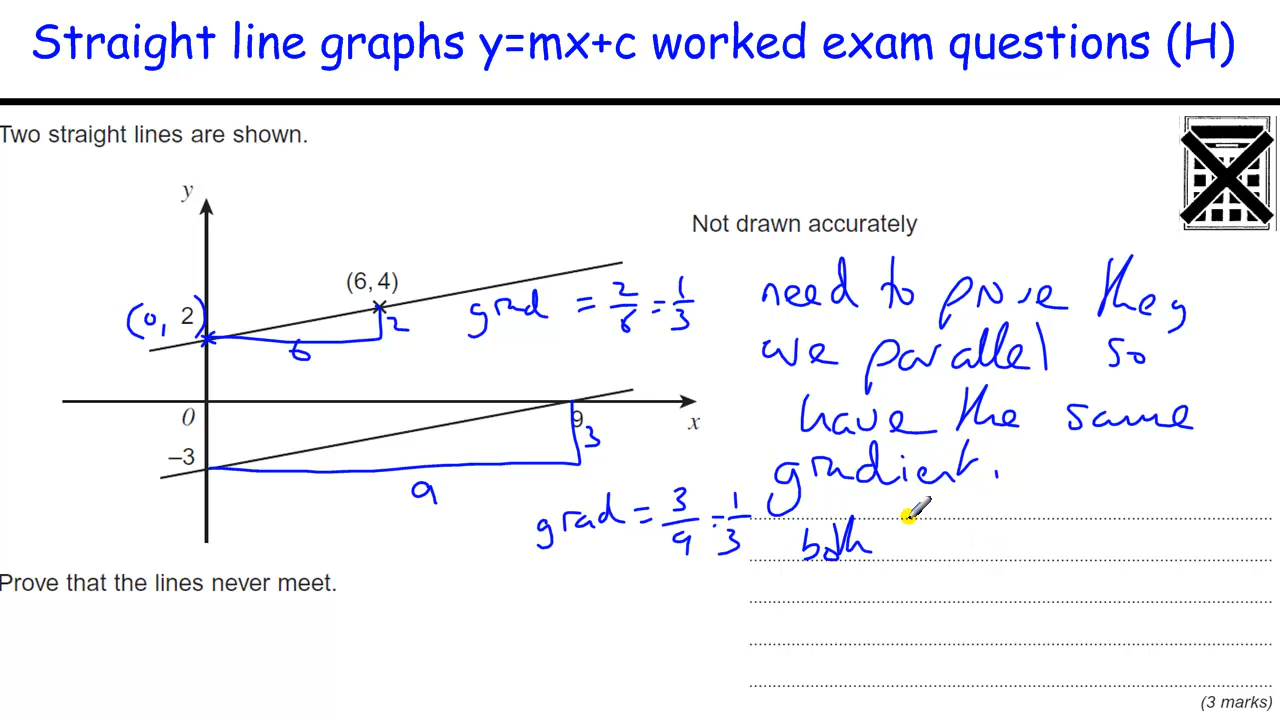 Straight line graphs y=mx+c worked exam questions (H)
Two straight lines are shown.
y
Not drawn accurately
(6, 4)
(0, 2)
2
6
grad = 2/6 = 1/3
need to prove they
are parallel so
have the same
gradient.
0
9
x
3
-3
9
grad = 3/9 = 1/3
both
Prove that the lines never meet.
(3 marks)